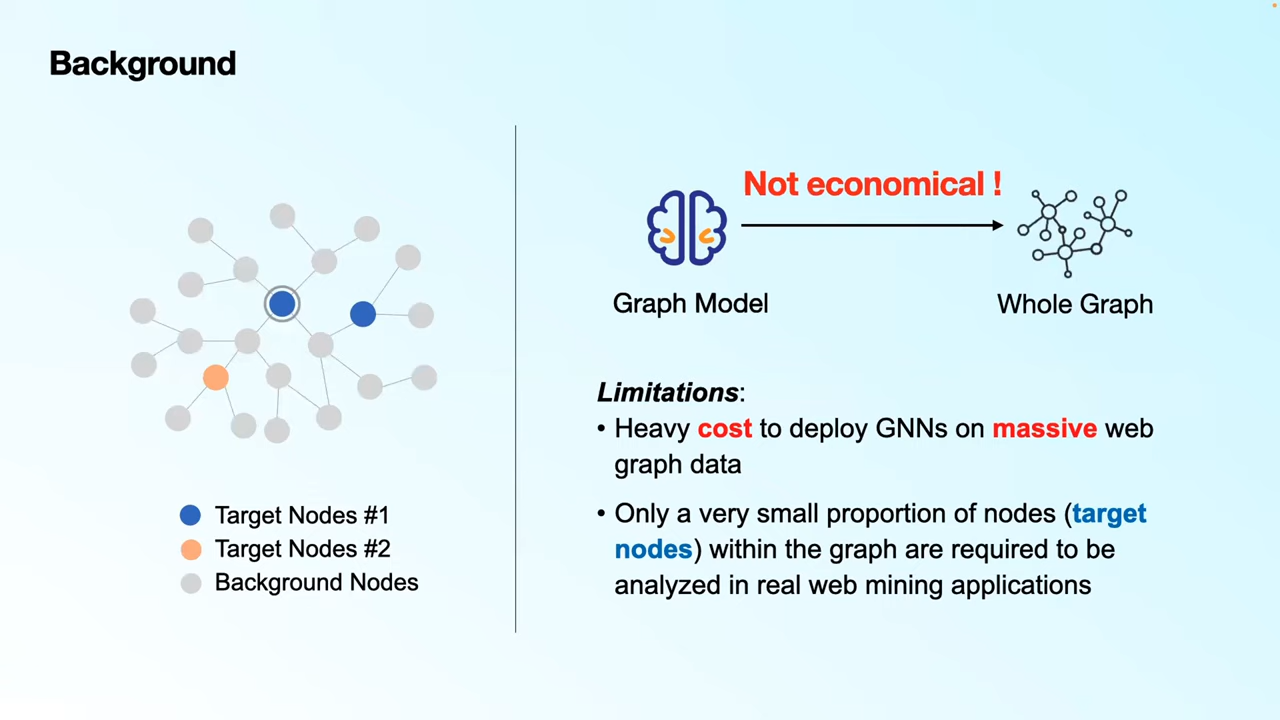 Background
Target Nodes #1
Target Nodes #2
Background Nodes
Not economical !
Graph Model
Whole Graph
Limitations:
• Heavy cost to deploy GNNs on massive web
graph data
• Only a very small proportion of nodes (target
nodes) within the graph are required to be
analyzed in real web mining applications